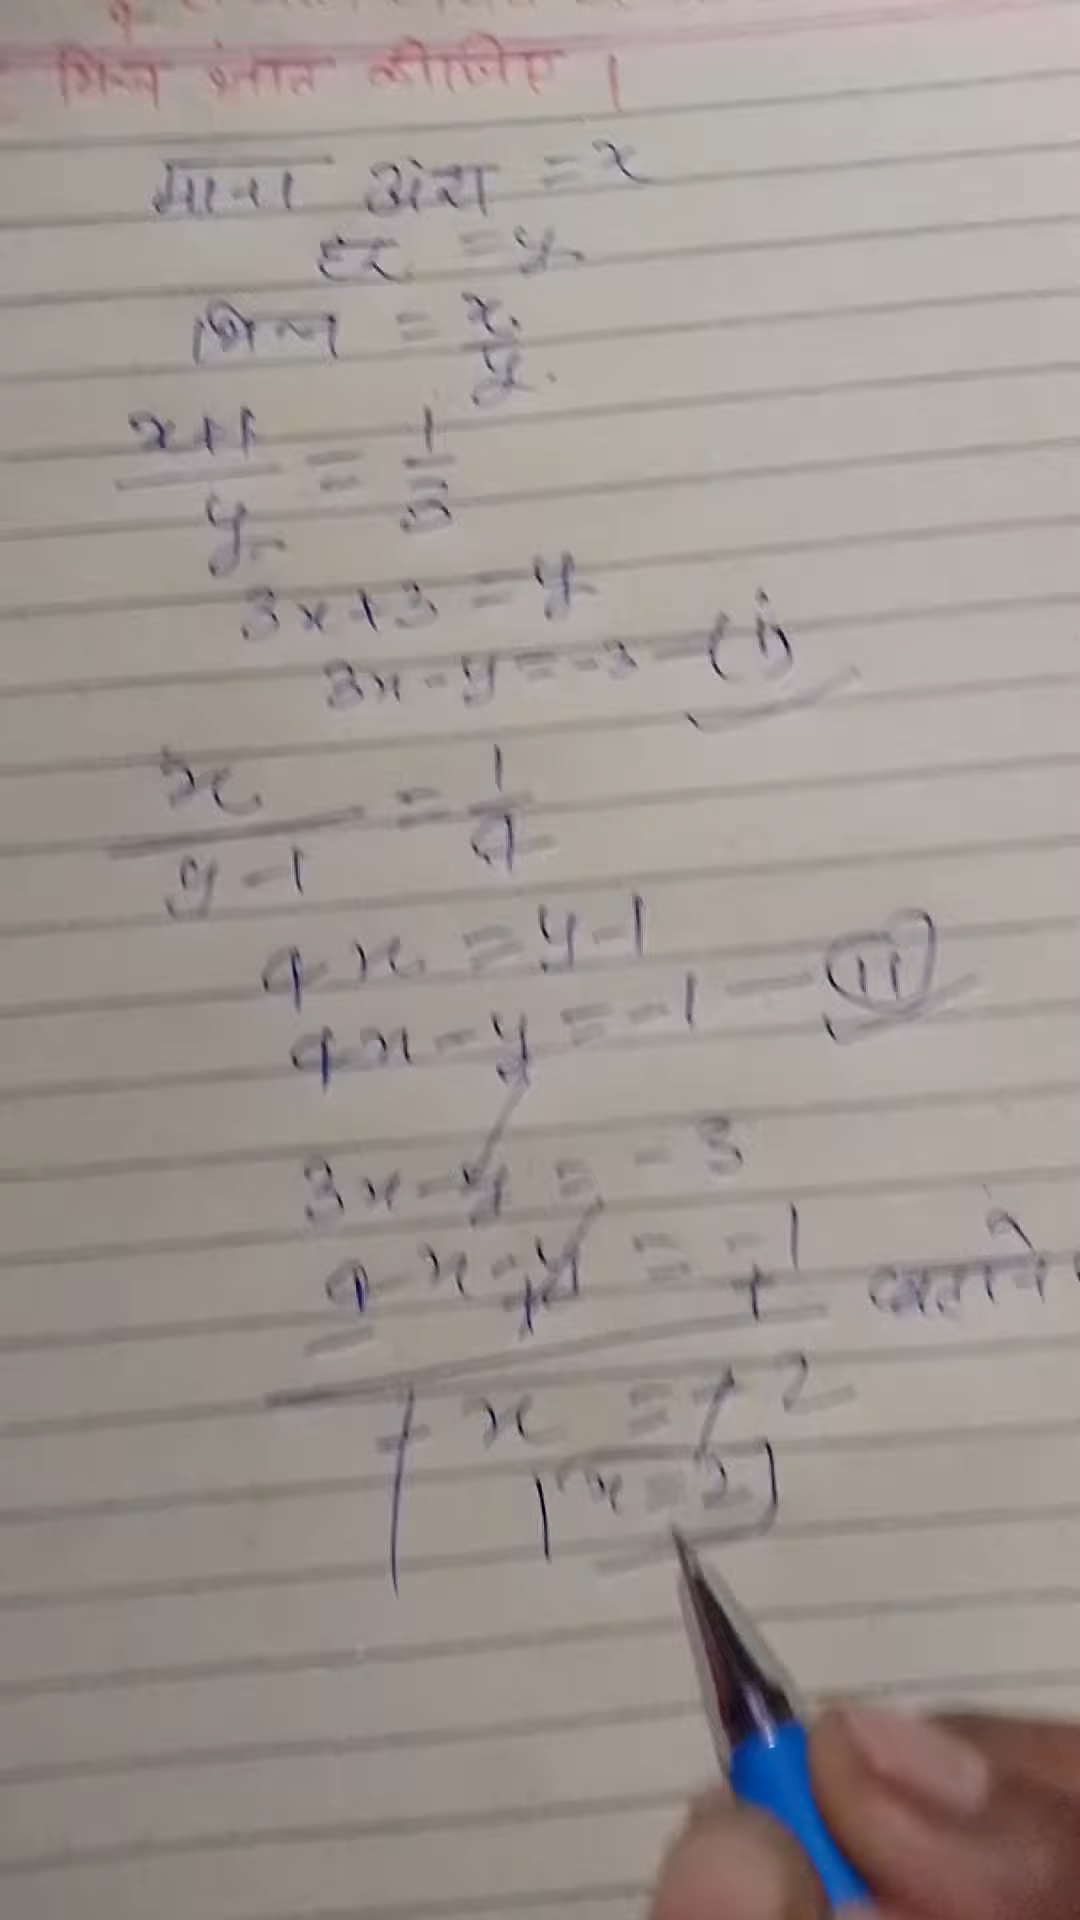 भिन्न ज्ञात कीजिए ।
माना अंश = x
हर = y
भिन्न = x/y
x+1/y = 1/3
3x+3 = y
3x-y = -3 — (i)
x/y-1 = 1/4
4x = y-1
4x-y = -1 — (ii)
3x-y = -3
4x-y = -1
- + +
-x = -2
x = 2